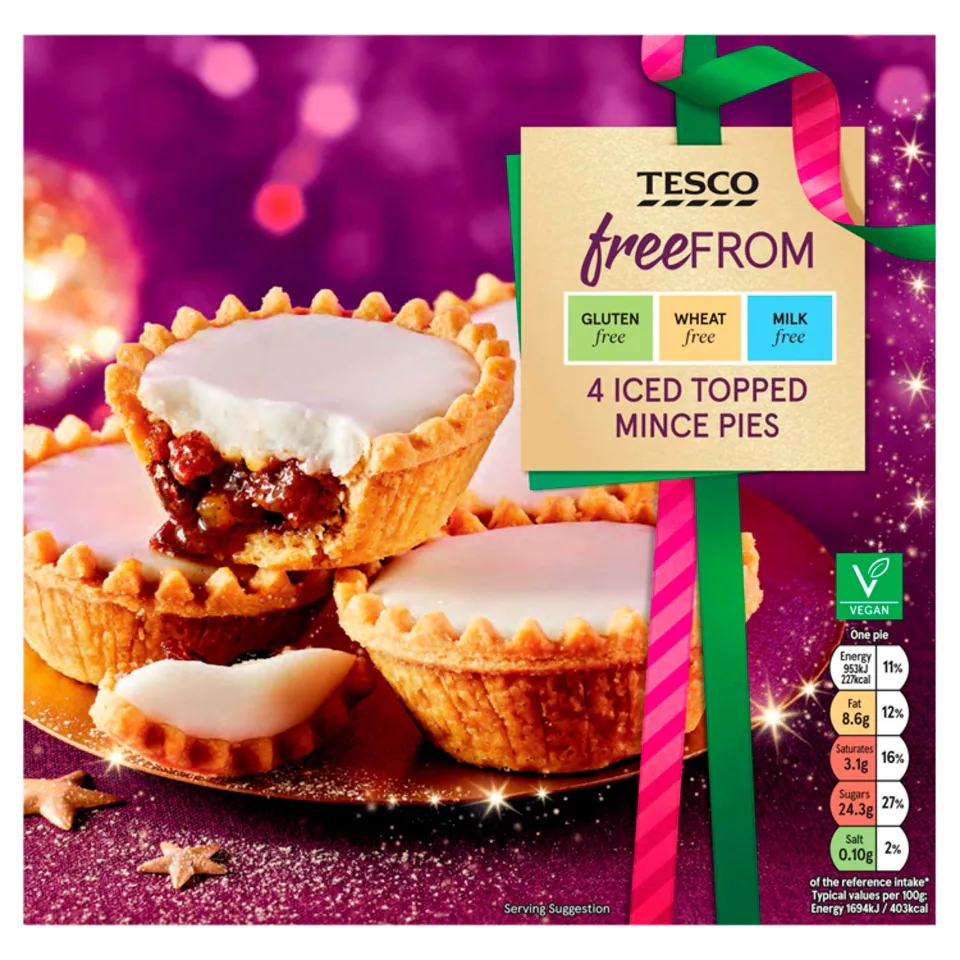 TESCO
freeFROM
GLUTEN
free
WHEAT
free
MILK
free
4 ICED TOPPED
MINCE PIES
V
VEGAN
One pie
Energy
953kJ
227kcal
11%
Fat
8.6g
12%
Saturates
3.1g
16%
Sugars
24.3g
27%
Salt
0.10g
2%
of the reference intake*
Typical values per 100g:
Energy 1694kJ / 403kcal
Serving Suggestion